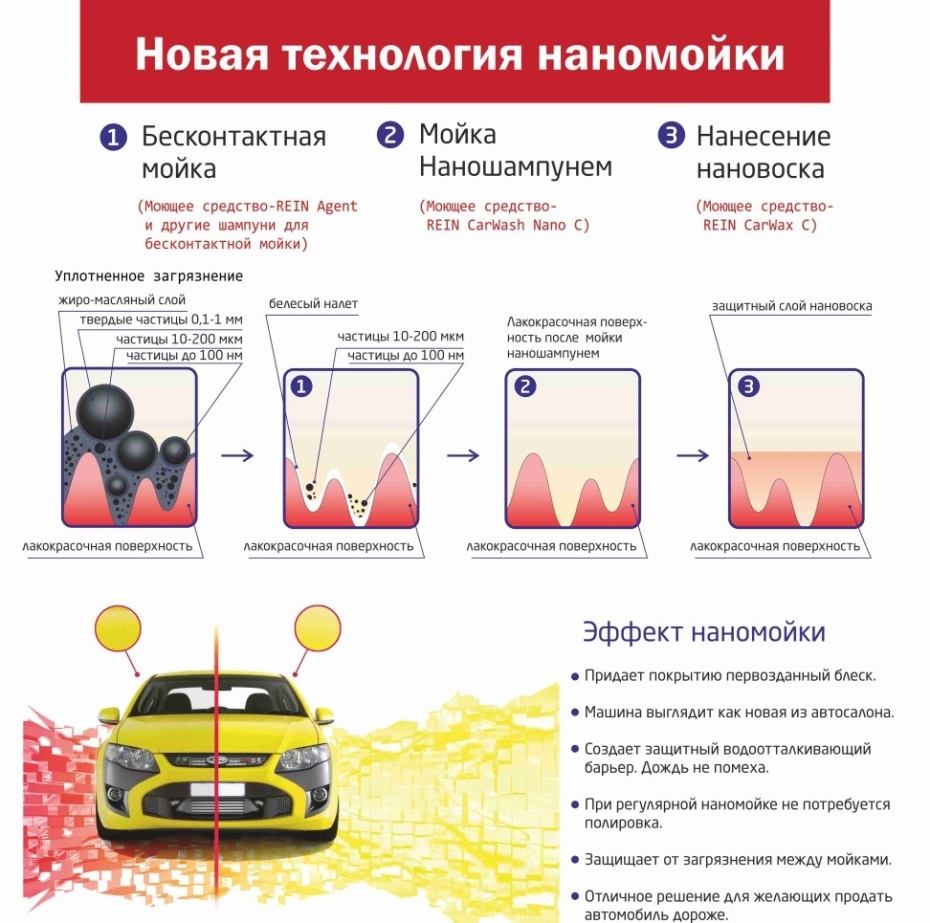 Новая технология наномойки
1 Бесконтактная
мойка
(Моющее средство-REIN Agent
и другие шампуни для
бесконтактной мойки)
2 Мойка
Наношампунем
(Моющее средство-
REIN CarWash Nano C)
3 Нанесение
нановоска
(Моющее средство-
REIN CarWax C)
Уплотненное загрязнение
жиро-масляный слой
твердые частицы 0,1-1 мм
частицы 10-200 мкм
частицы до 100 нм
лакокрасочная поверхность
белесый налет
частицы 10-200 мкм
частицы до 100 нм
1
лакокрасочная поверхность
Лакокрасочная поверх-
ность после мойки
наношампунем
2
лакокрасочная поверхность
защитный слой нановоска
3
лакокрасочная поверхность
Эффект наномойки
• Придает покрытию первозданный блеск.
• Машина выглядит как новая из автосалона.
• Создает защитный водоотталкивающий
барьер. Дождь не помеха.
• При регулярной наномойке не потребуется
полировка.
• Защищает от загрязнения между мойками.
• Отличное решение для желающих продать
автомобиль дороже.